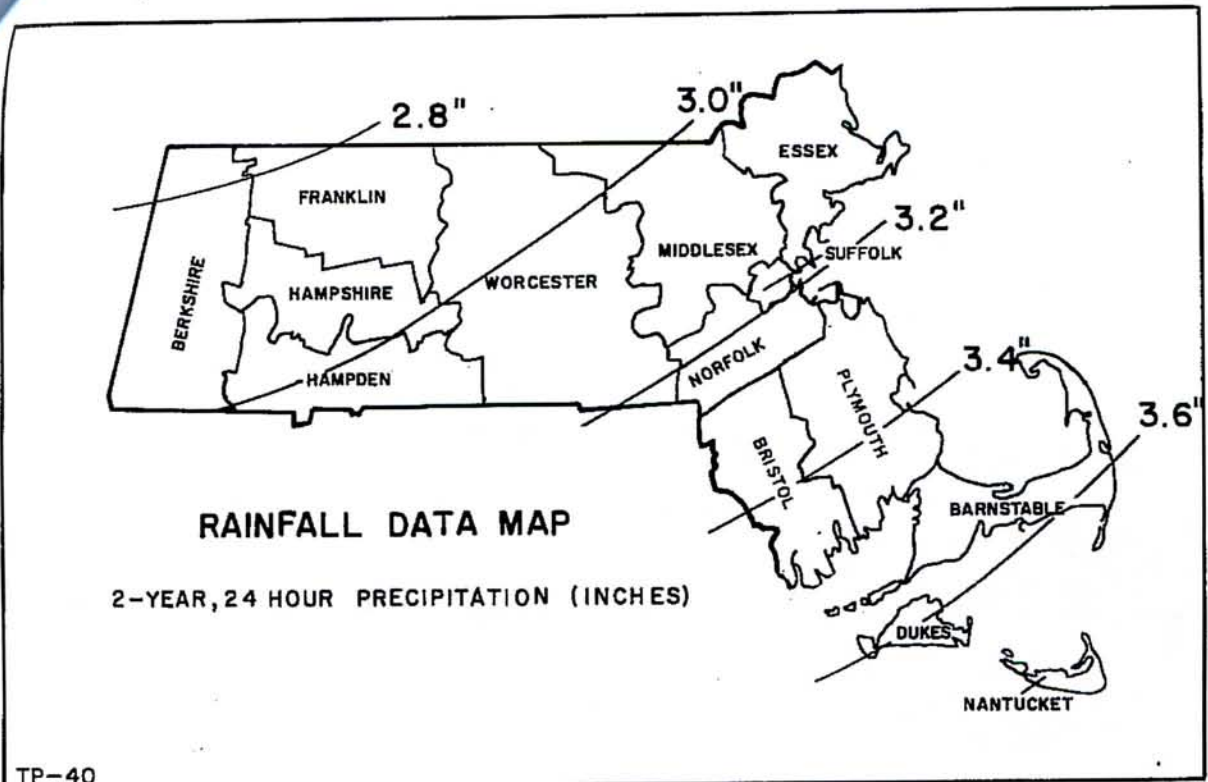 2.8"
3.0"
ESSEX
FRANKLIN
3.2"
MIDDLESEX
SUFFOLK
BERKSHIRE
HAMPSHIRE
WORCESTER
NORFOLK
3.4"
HAMPDEN
PLYMOUTH
3.6"
BRISTOL
BARNSTABLE
RAINFALL DATA MAP
2-YEAR, 24 HOUR PRECIPITATION (INCHES)
DUKES
NANTUCKET
TP-40